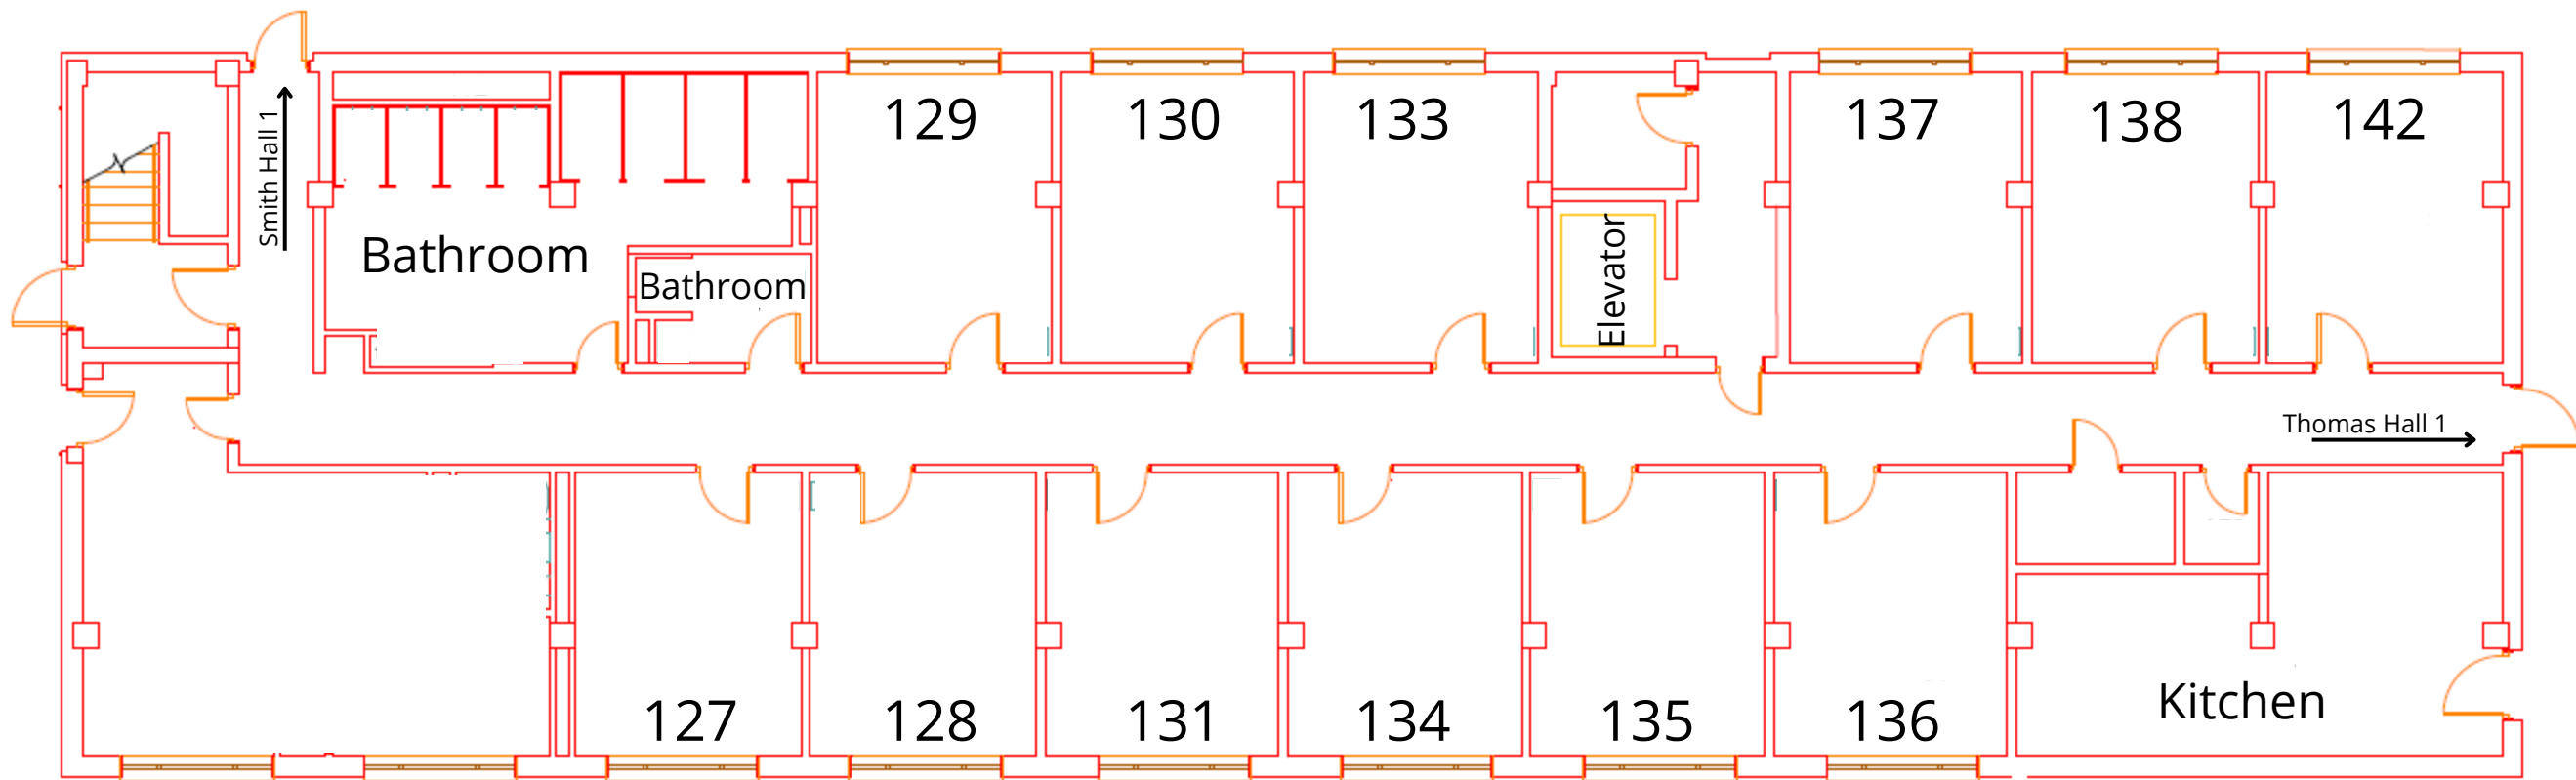 129
130
133
137
138
142
Smith Hall 1
Bathroom
Bathroom
Elevator
Thomas Hall 1
127
128
131
134
135
136
Kitchen